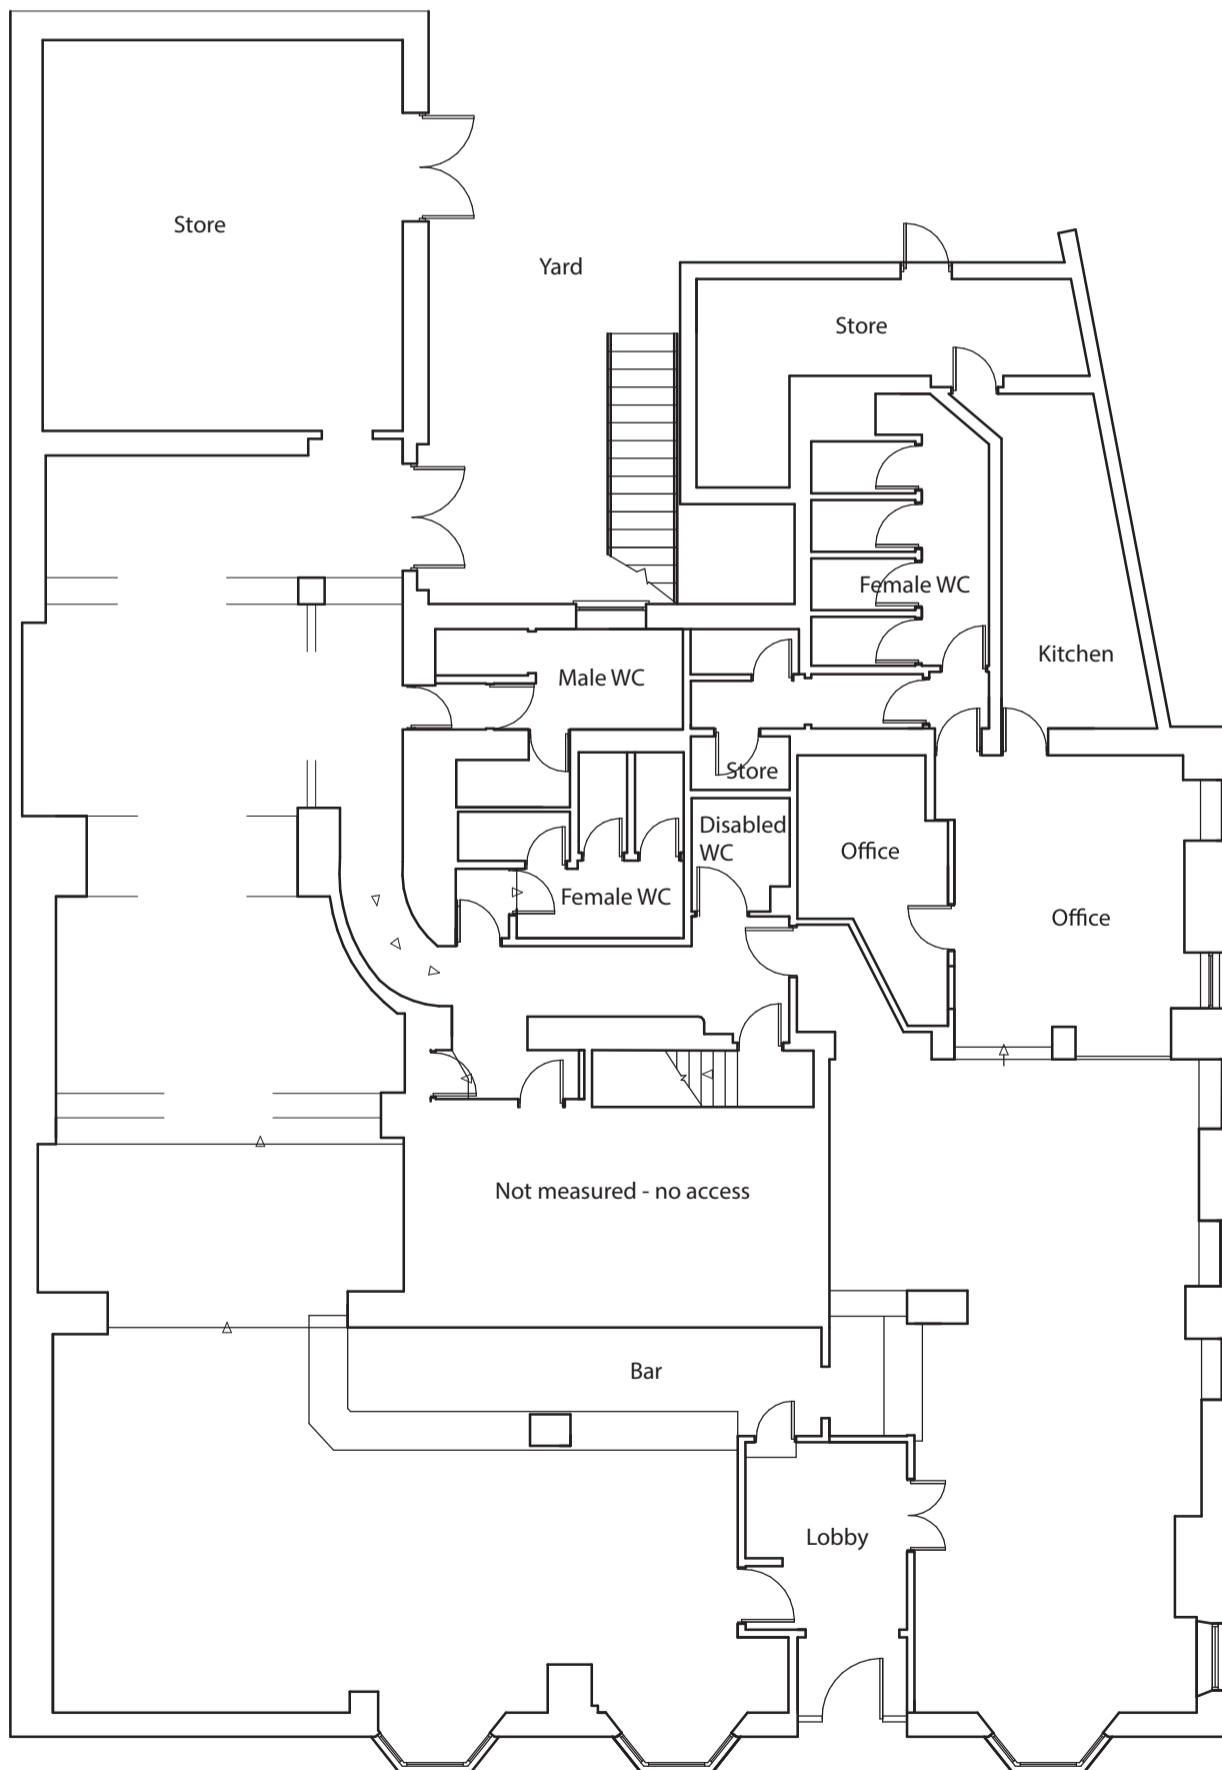 Store
Yard
Store
Female WC
Kitchen
Male WC
Store
Disabled
WC
Office
Female WC
Office
Not measured - no access
Bar
Lobby